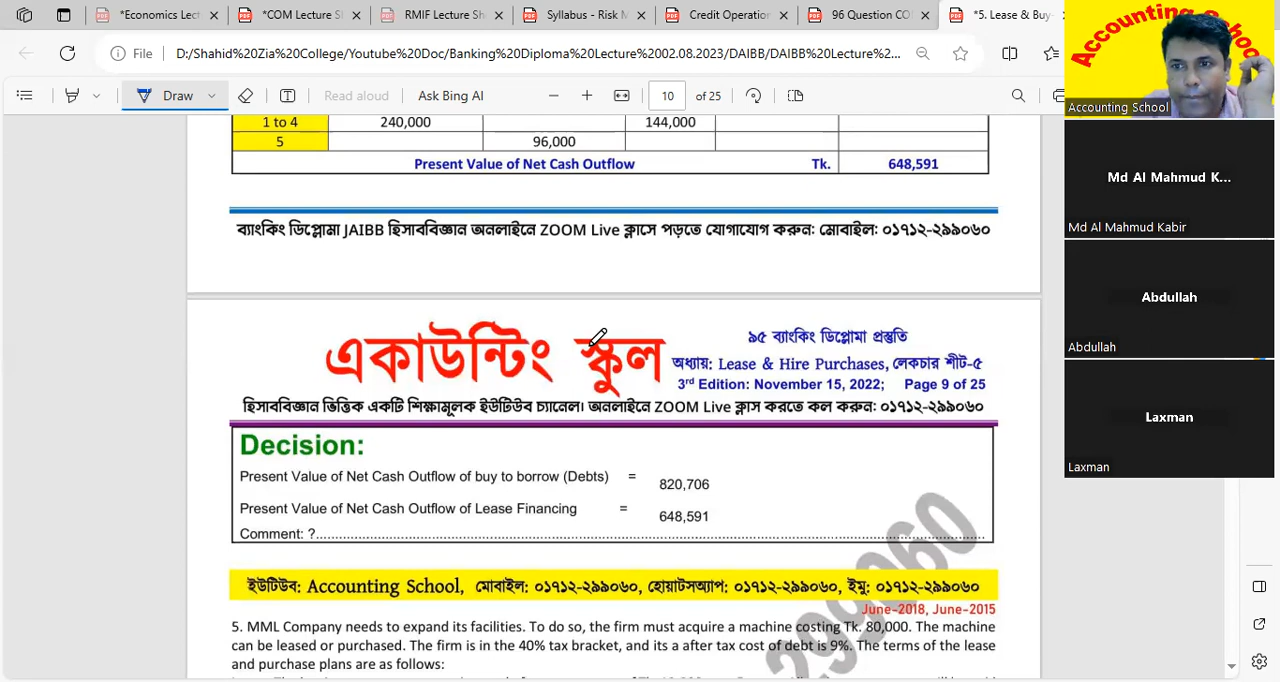 *Economics Lect
*COM Lecture S
RMIF Lecture Sh
Syllabus - Risk M
Credit Operation
96 Question CO
*5. Lease & Buy-
File
D:/Shahid%20Zia%20College/Youtube%20Doc/Banking%20Diploma%20Lecture%2002.08.2023/DAIBB/DAIBB%20Lecture%2...
Draw
Read aloud
Ask Bing AI
10 of 25
1 to 4 240,000 144,000
5 96,000
Present Value of Net Cash Outflow Tk. 648,591
ব্যাংকিং ডিপ্লোমা JAIBB হিসাববিজ্ঞান অনলাইনে ZOOM Live ক্লাসে পড়তে যোগাযোগ করুন: মোবাইল: ০১৭১২-২৯৯০৬০
একাউন্টিং স্কুল
৯৫ ব্যাংকিং ডিপ্লোমা প্রস্তুতি
অধ্যায়: Lease & Hire Purchases, লেকচার শীট-৫
3rd Edition: November 15, 2022; Page 9 of 25
হিসাববিজ্ঞান ভিত্তিক একটি শিক্ষামূলক ইউটিউব চ্যানেল। অনলাইনে ZOOM Live ক্লাস করতে কল করুন: ০১৭১২-২৯৯০৬০
Decision:
Present Value of Net Cash Outflow of buy to borrow (Debts) = 820,706
Present Value of Net Cash Outflow of Lease Financing = 648,591
Comment: ?
299060
ইউটিউব: Accounting School, মোবাইল: ০১৭১২-২৯৯০৬০, হোয়াটসঅ্যাপ: ০১৭১২-২৯৯০৬০, ইমু: ০১৭১২-২৯৯০৬০
June-2018, June-2015
5. MML Company needs to expand its facilities. To do so, the firm must acquire a machine costing Tk. 80,000. The machine
can be leased or purchased. The firm is in the 40% tax bracket, and its a after tax cost of debt is 9%. The terms of the lease
and purchase plans are as follows:
Accounting School
Accounting School
Md Al Mahmud K...
Md Al Mahmud Kabir
Abdullah
Abdullah
Laxman
Laxman